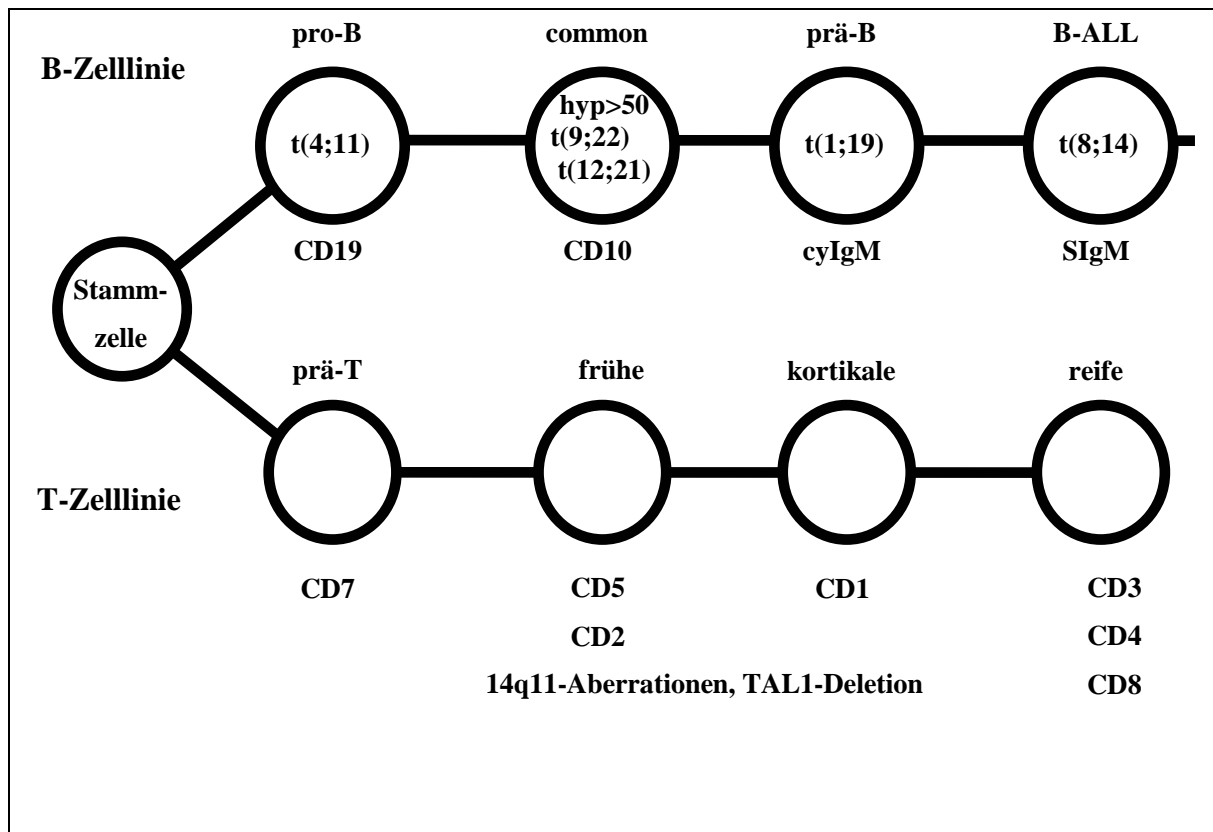 pro-B common prä-B B-ALL
B-Zelllinie
t(4;11)
hyp>50
t(9;22)
t(12;21)
t(1;19)
t(8;14)
CD19 CD10 cyIgM SIgM
Stamm-
zelle
prä-T frühe kortikale reife
T-Zelllinie
CD7 CD5 CD1 CD3
CD2 CD4
14q11-Aberrationen, TAL1-Deletion CD8